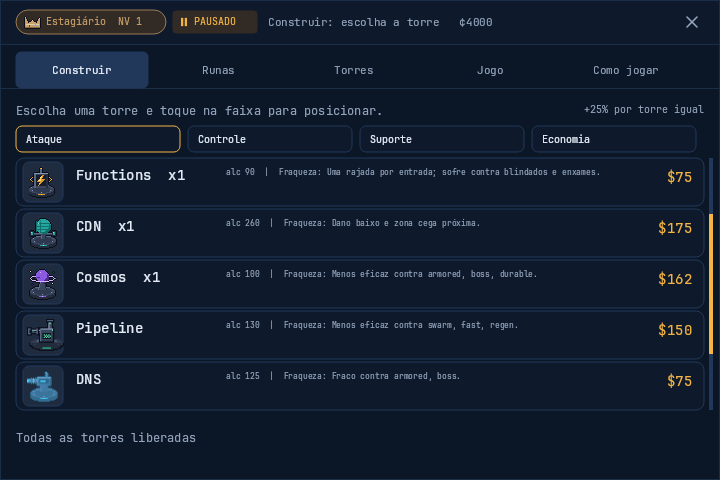 Estagiário NV 1 PAUSADO Construir: escolha a torre $4000
Construir Runas Torres Jogo Como jogar
Escolha uma torre e toque na faixa para posicionar. +25% por torre igual
Ataque Controle Suporte Economia
Functions x1 alc 90 | Fraqueza: Uma rajada por entrada; sofre contra blindados e enxames. $75
CDN x1 alc 260 | Fraqueza: Dano baixo e zona cega próxima. $175
Cosmos x1 alc 100 | Fraqueza: Menos eficaz contra armored, boss, durable. $162
Pipeline alc 130 | Fraqueza: Menos eficaz contra swarm, fast, regen. $150
DNS alc 125 | Fraqueza: Fraco contra armored, boss. $75
Todas as torres liberadas